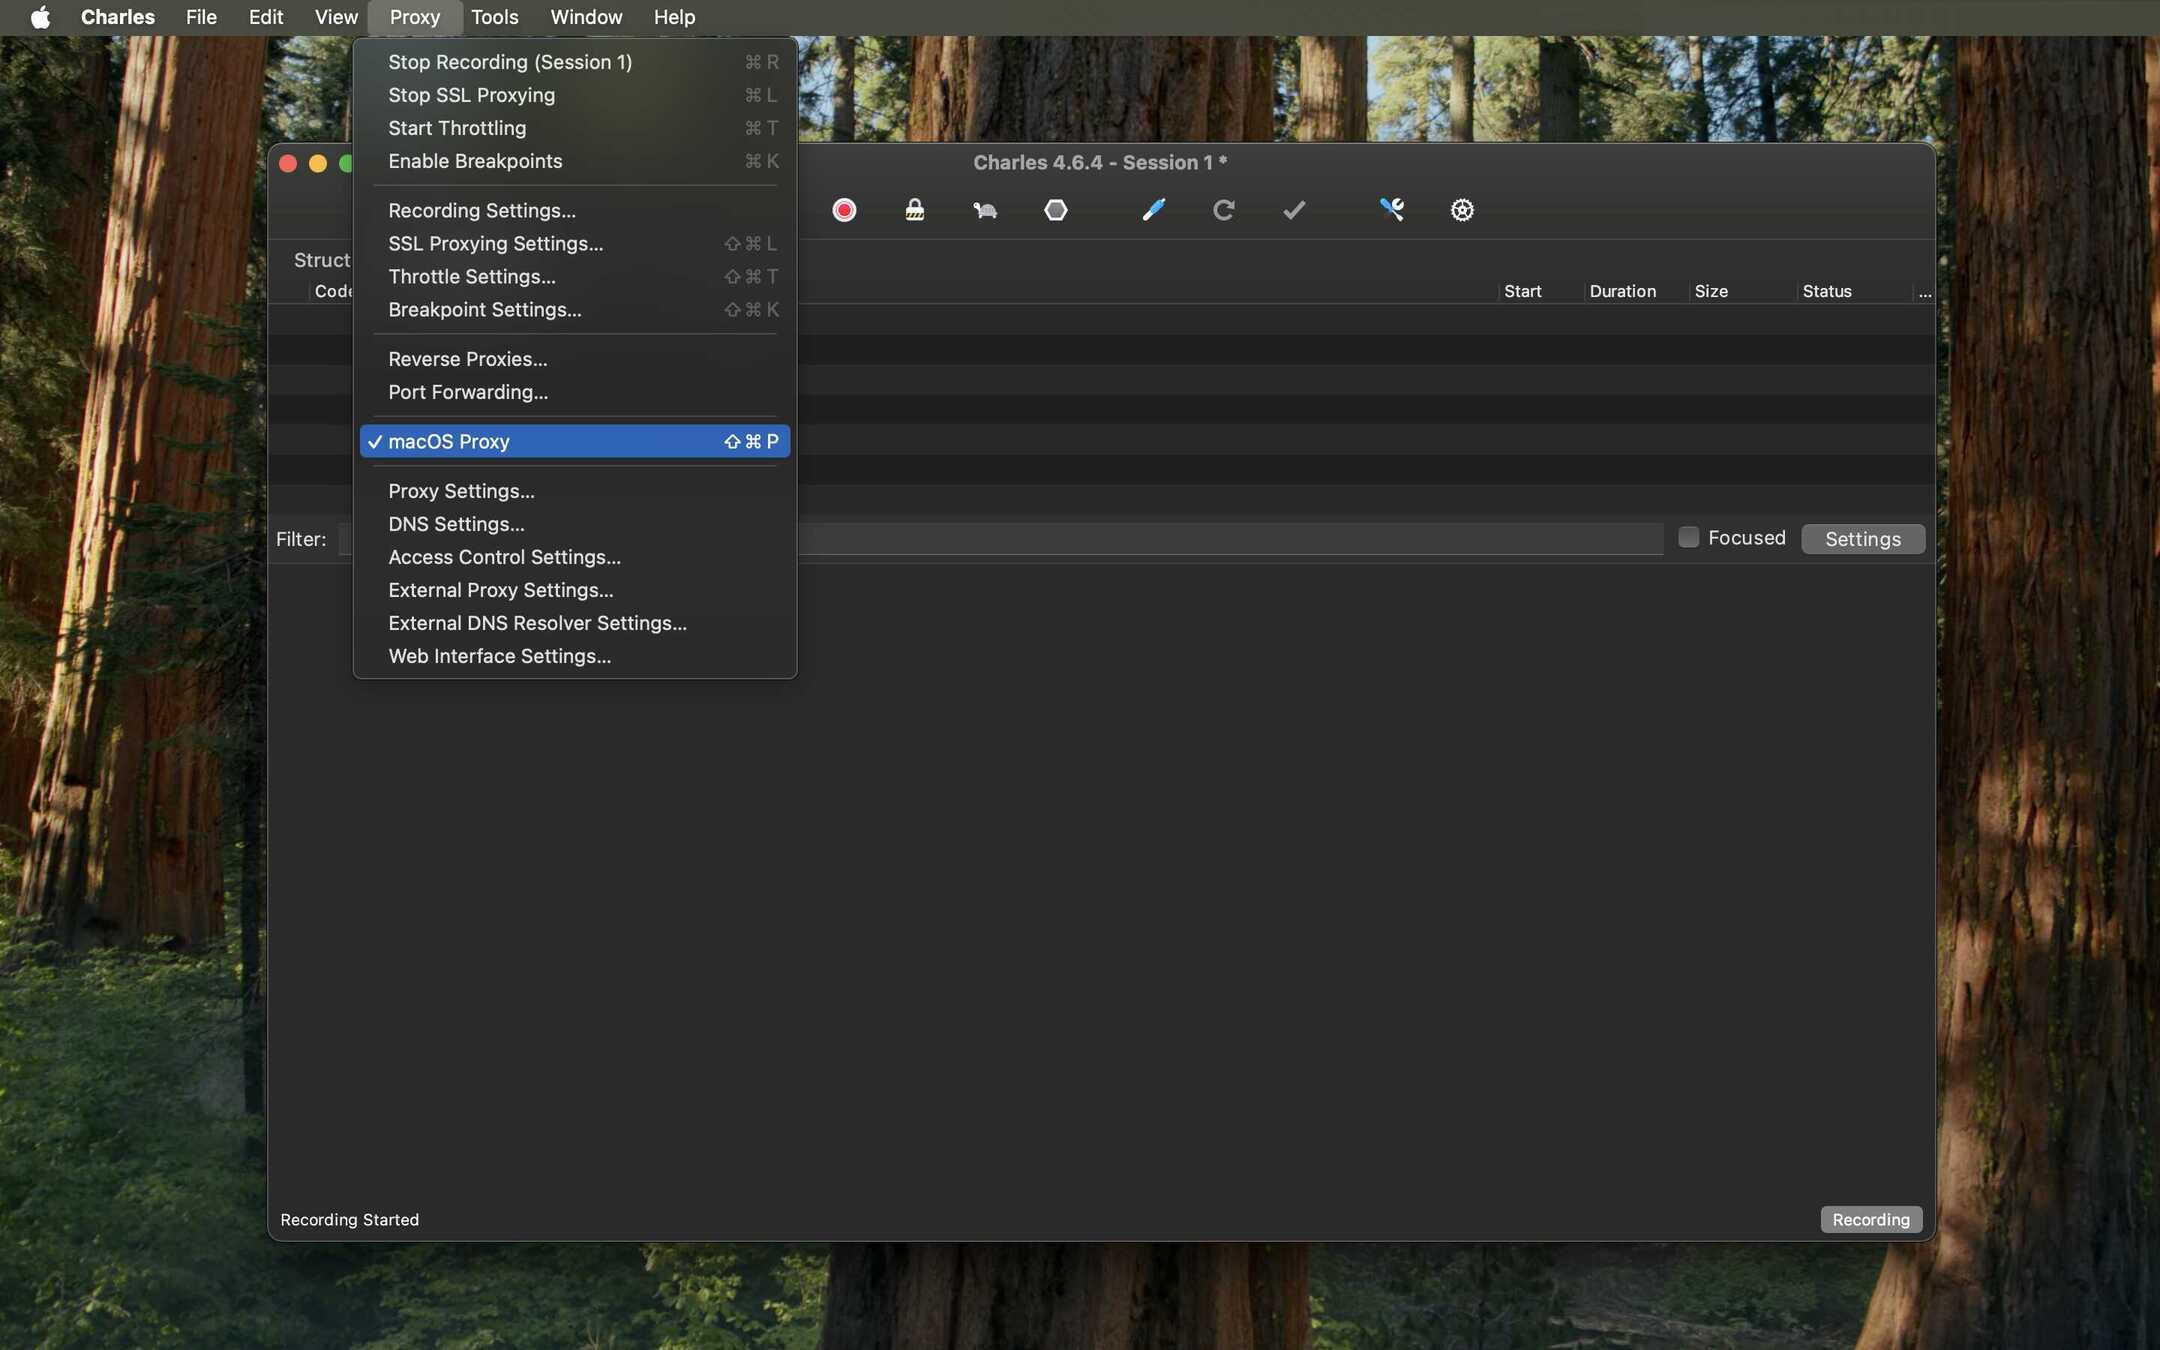 Charles File Edit View Proxy Tools Window Help
Stop Recording (Session 1) ⌘ R
Stop SSL Proxying ⌘ L
Start Throttling ⌘ T
Enable Breakpoints ⌘ K
Recording Settings...
SSL Proxying Settings... ⇧ ⌘ L
Throttle Settings... ⇧ ⌘ T
Breakpoint Settings... ⇧ ⌘ K
Reverse Proxies...
Port Forwarding...
✓ macOS Proxy ⇧ ⌘ P
Proxy Settings...
DNS Settings...
Access Control Settings...
External Proxy Settings...
External DNS Resolver Settings...
Web Interface Settings...
Charles 4.6.4 - Session 1 *
Struct
Code Start Duration Size Status ...
Filter: Focused Settings
Recording Started Recording